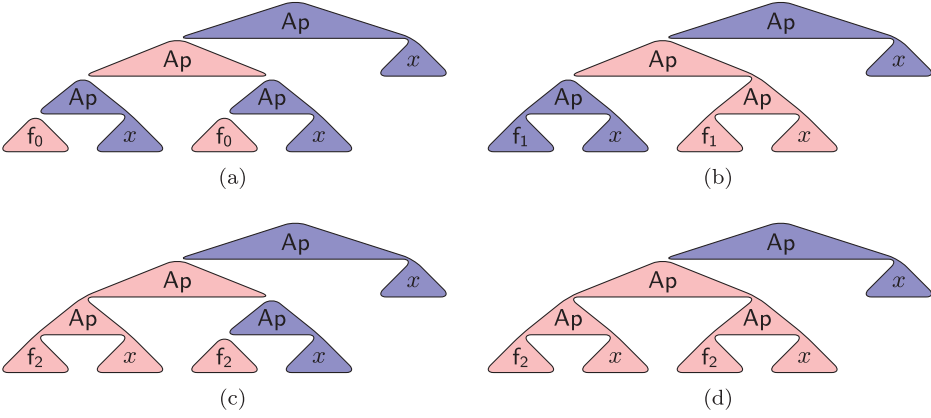 Ap Ap
Ap x Ap x
Ap Ap Ap Ap
f₀ x f₀ x f₁ x f₁ x
(a) (b)
Ap Ap
Ap x Ap x
Ap Ap Ap Ap
f₂ x f₂ x f₂ x f₂ x
(c) (d)